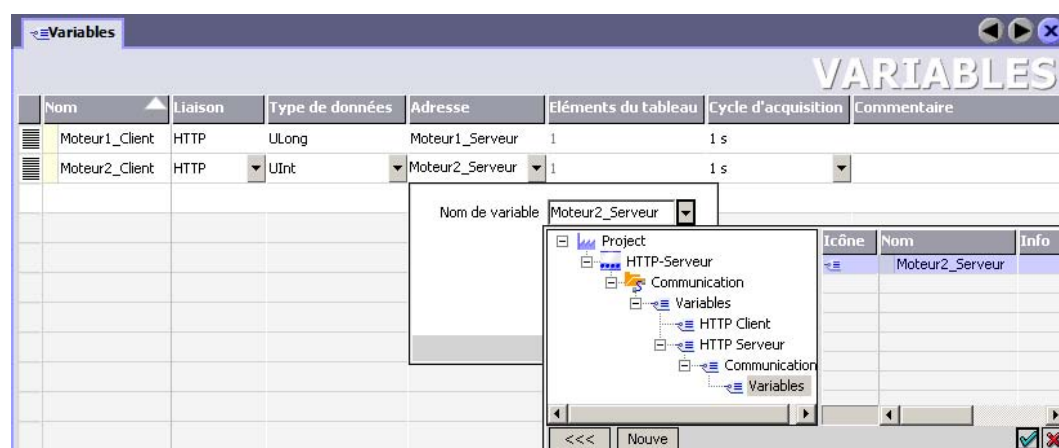 Variables
VARIABLES
Nom Liaison Type de données Adresse Eléments du tableau Cycle d'acquisition Commentaire
Moteur1_Client HTTP ULong Moteur1_Serveur 1 1 s
Moteur2_Client HTTP UInt Moteur2_Serveur 1 1 s
Nom de variable Moteur2_Serveur
Project
HTTP-Serveur
Communication
Variables
HTTP Client
HTTP Serveur
Communication
Variables
Icône Nom Info
Moteur2_Serveur
<<< Nouve